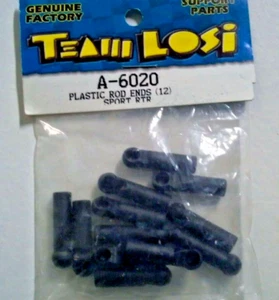 GENUINE SUPPORT
FACTORY PARTS
TEAM LOSI
A-6020
PLASTIC ROD ENDS (12)
SPORT RTR